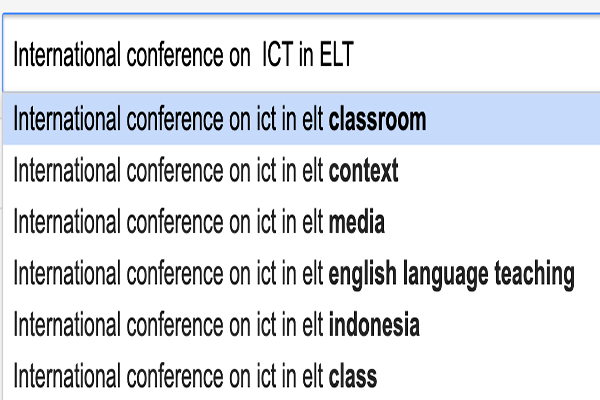 International conference on  ICT in ELT
International conference on ict in elt classroom
International conference on ict in elt context
International conference on ict in elt media
International conference on ict in elt english language teaching
International conference on ict in elt indonesia
International conference on ict in elt class